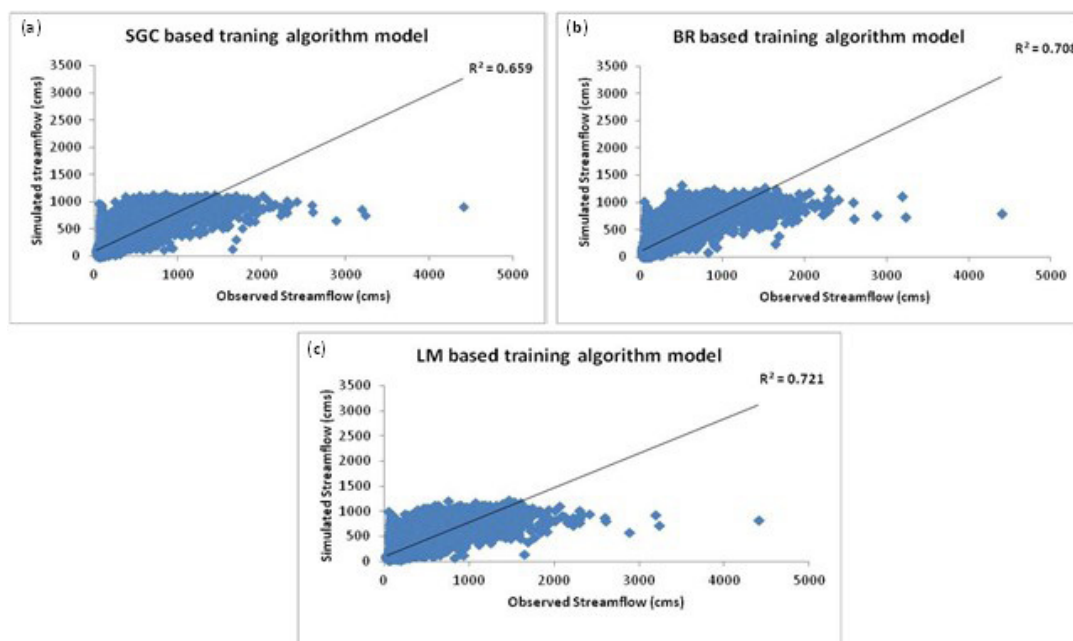 (a)
SGC based traning algorithm model
R² = 0.659
Simulated streamflow (cms)
3500
3000
2500
2000
1500
1000
500
0
0 1000 2000 3000 4000 5000
Observed Streamflow (cms)
(b)
BR based training algorithm model
R² = 0.708
Simulated Streamflow (cms)
3500
3000
2500
2000
1500
1000
500
0
0 1000 2000 3000 4000 5000
Observed Streamflow (cms)
(c)
LM based training algorithm model
R² = 0.721
Simulated Streamflow (cms)
3500
3000
2500
2000
1500
1000
500
0
0 1000 2000 3000 4000 5000
Observed Streamflow (cms)